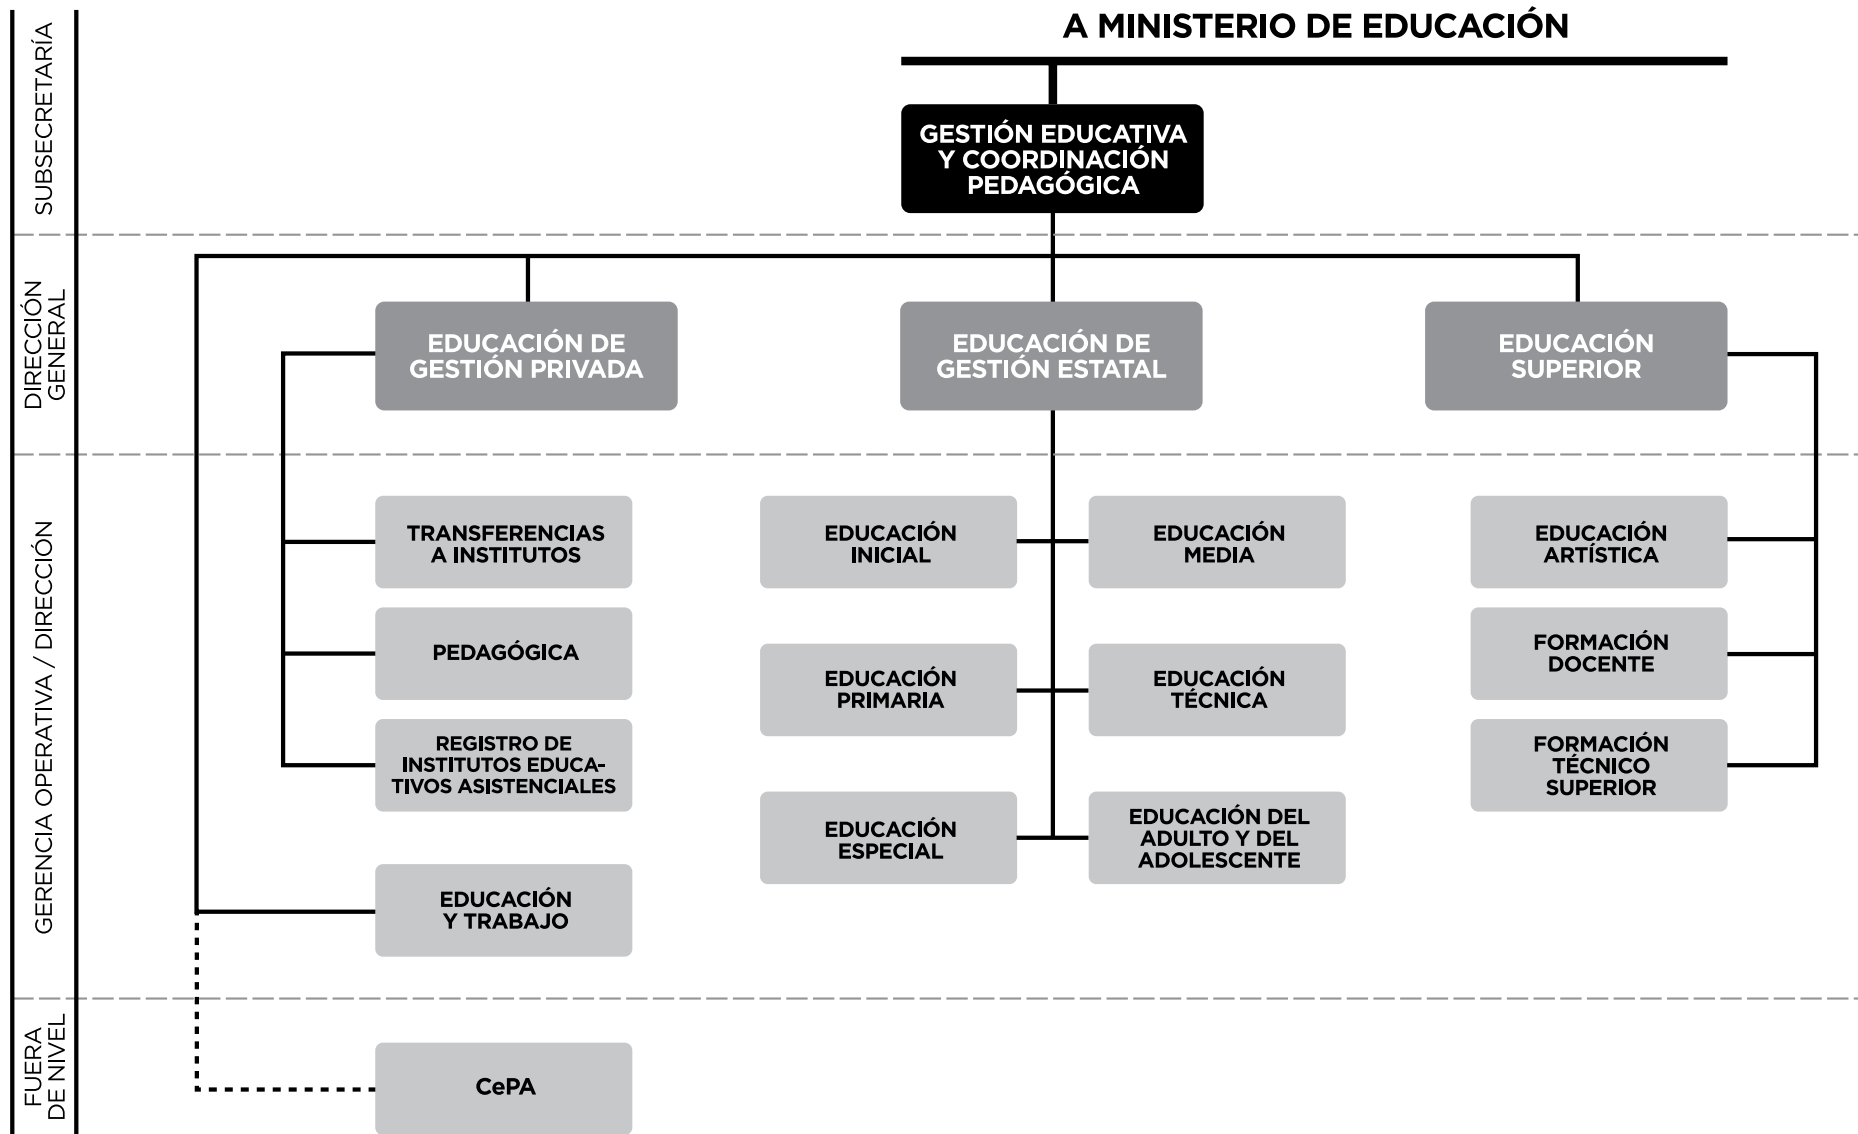 A MINISTERIO DE EDUCACIÓN
SUBSECRETARÍA
GESTIÓN EDUCATIVA
Y COORDINACIÓN
PEDAGÓGICA
DIRECCIÓN
GENERAL
EDUCACIÓN DE
GESTIÓN PRIVADA
EDUCACIÓN DE
GESTIÓN ESTATAL
EDUCACIÓN
SUPERIOR
GERENCIA OPERATIVA / DIRECCIÓN
TRANSFERENCIAS
A INSTITUTOS
PEDAGÓGICA
REGISTRO DE
INSTITUTOS EDUCA-
TIVOS ASISTENCIALES
EDUCACIÓN
Y TRABAJO
EDUCACIÓN
INICIAL
EDUCACIÓN
MEDIA
EDUCACIÓN
PRIMARIA
EDUCACIÓN
TÉCNICA
EDUCACIÓN
ESPECIAL
EDUCACIÓN DEL
ADULTO Y DEL
ADOLESCENTE
EDUCACIÓN
ARTÍSTICA
FORMACIÓN
DOCENTE
FORMACIÓN
TÉCNICO
SUPERIOR
FUERA
DE NIVEL
CePA